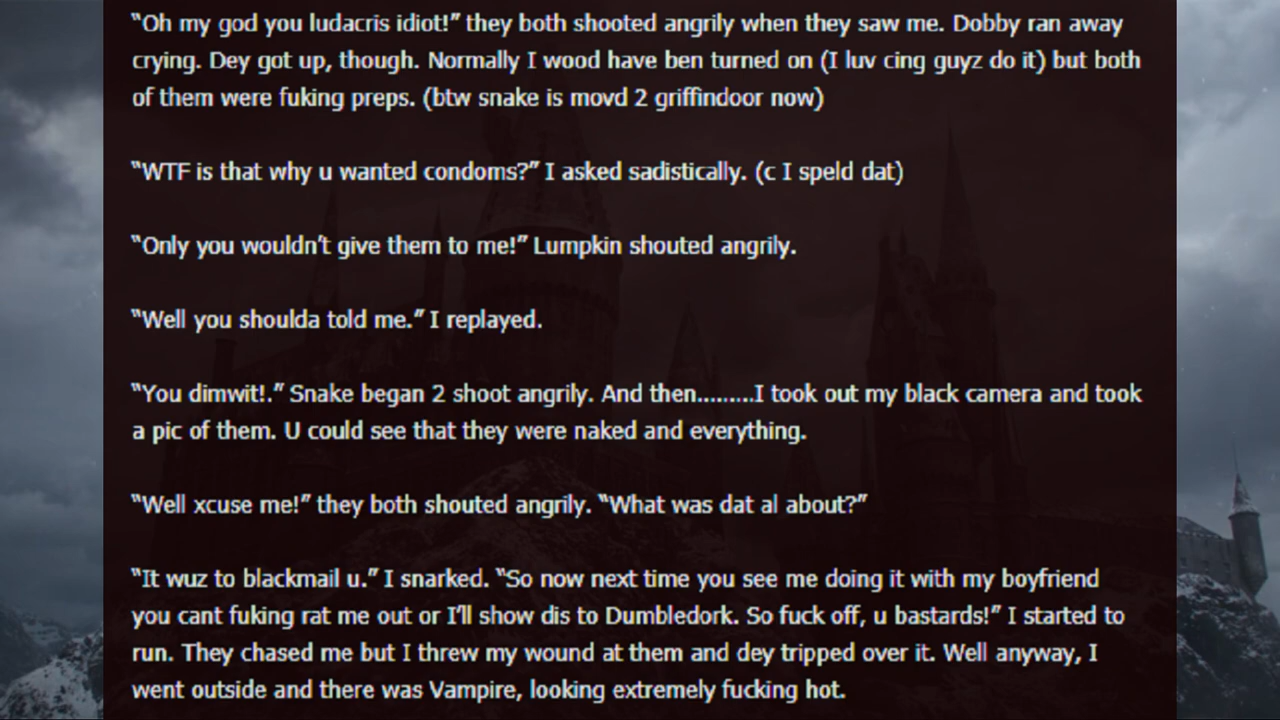 “Oh my god you ludacris idiot!” they both shooted angrily when they saw me. Dobby ran away
crying. Dey got up, though. Normally I wood have ben turned on (I luv cing guyz do it) but both
of them were fuking preps. (btw snake is movd 2 griffindoor now)
“WTF is that why u wanted condoms?” I asked sadistically. (c I speld dat)
“Only you wouldn’t give them to me!” Lumpkin shouted angrily.
“Well you shoulda told me.” I replayed.
“You dimwit!.” Snake began 2 shoot angrily. And then.........I took out my black camera and took
a pic of them. U could see that they were naked and everything.
“Well xcuse me!” they both shouted angrily. “What was dat al about?”
“It wuz to blackmail u.” I snarked. “So now next time you see me doing it with my boyfriend
you cant fuking rat me out or I’ll show dis to Dumbledork. So fuck off, u bastards!” I started to
run. They chased me but I threw my wound at them and dey tripped over it. Well anyway, I
went outside and there was Vampire, looking extremely fucking hot.